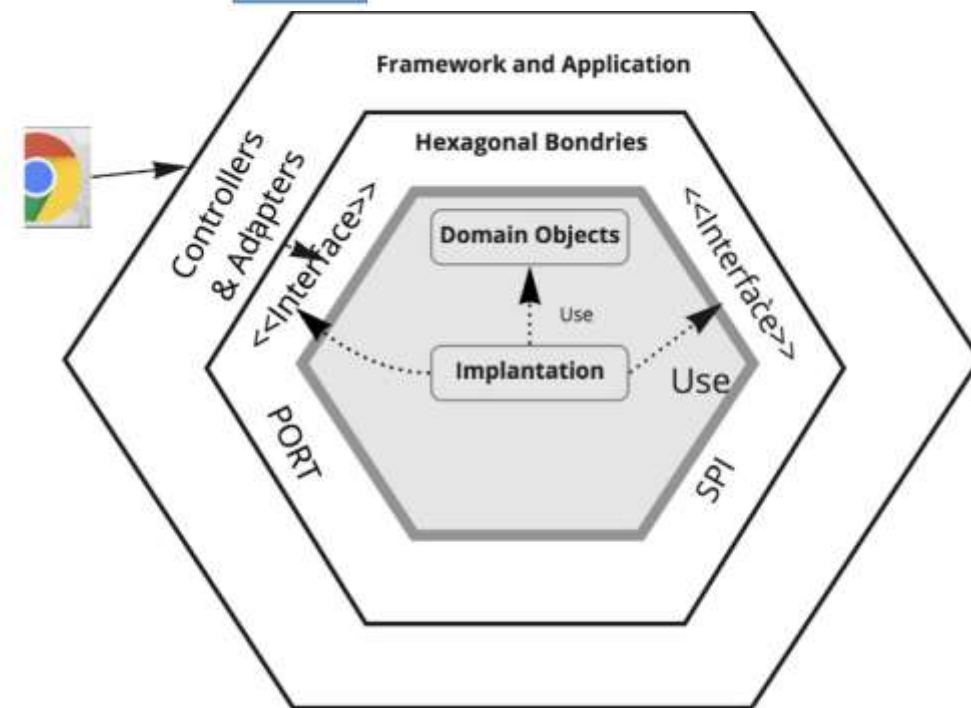 Framework and Application
Hexagonal Bondries
Controllers
& Adapters
<<Interface>>
<<Interface>>
Domain Objects
Use
Implantation
Use
PORT
SPI